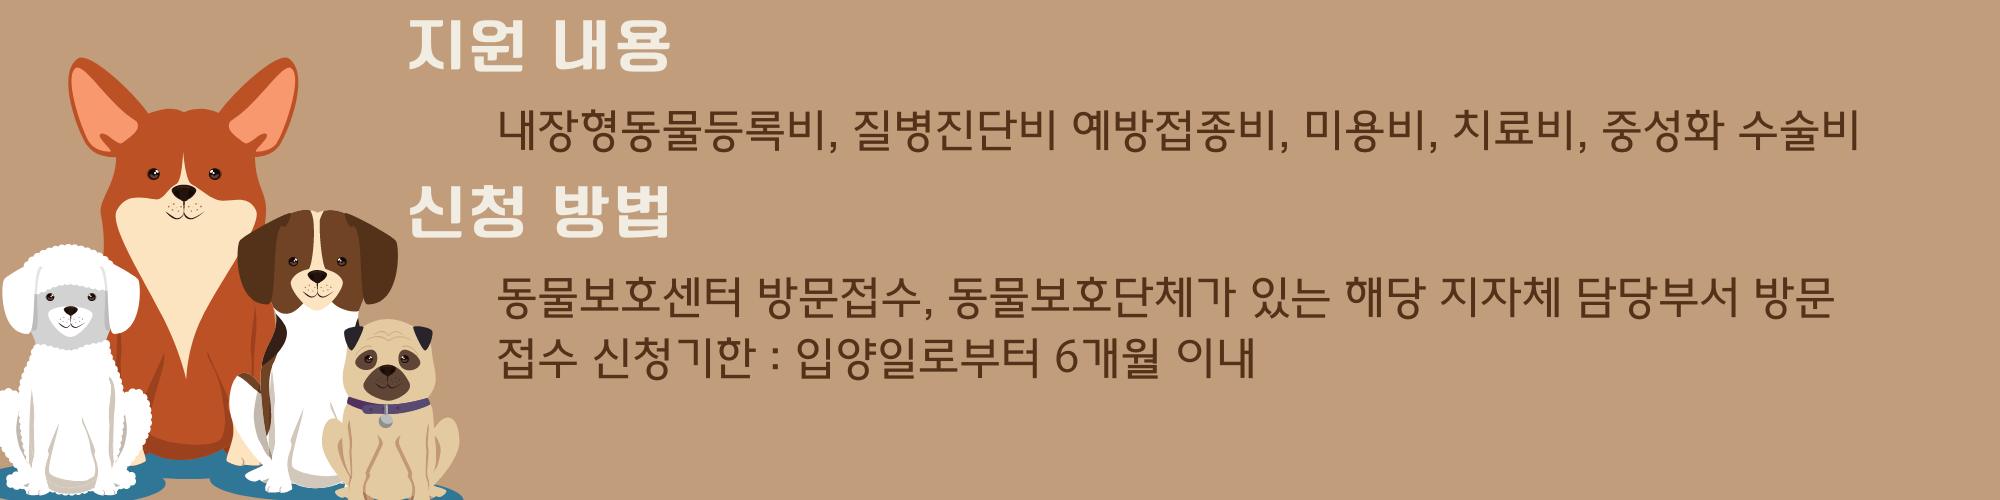 지원 내용
내장형동물등록비, 질병진단비 예방접종비, 미용비, 치료비, 중성화 수술비
신청 방법
동물보호센터 방문접수, 동물보호단체가 있는 해당 지자체 담당부서 방문
접수 신청기한 : 입양일로부터 6개월 이내